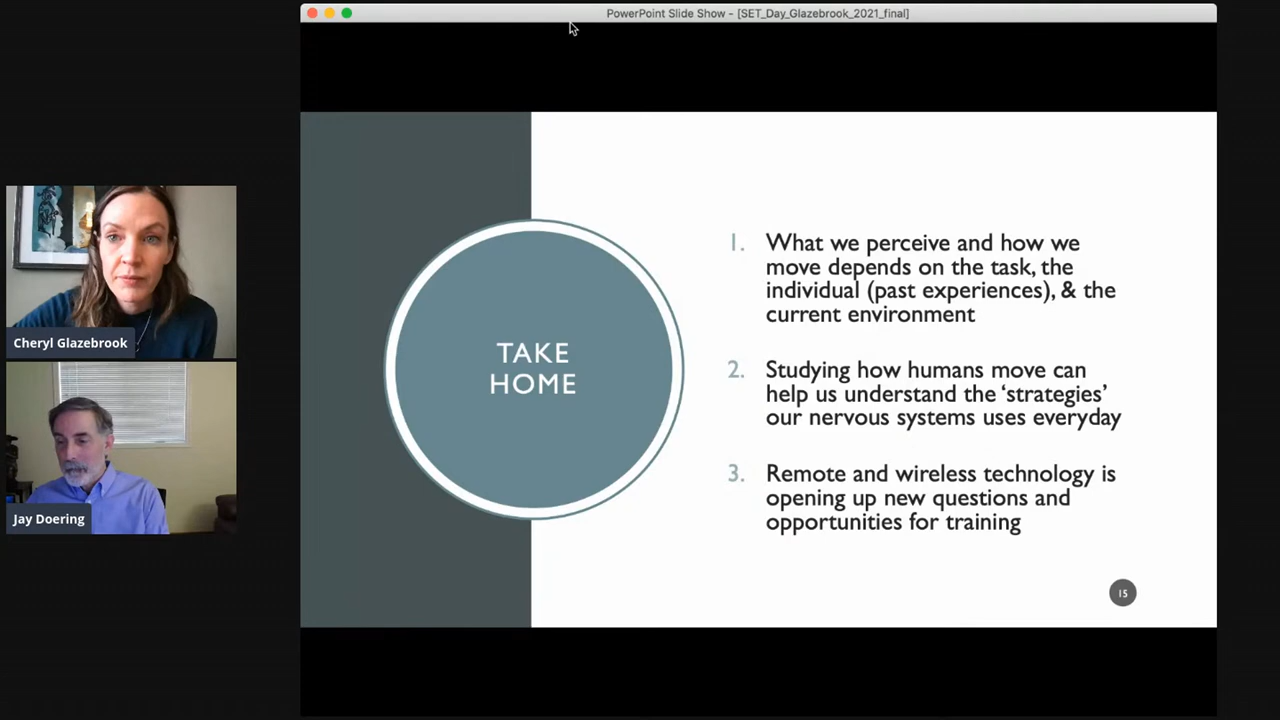 PowerPoint Slide Show - [SET_Day_Glazebrook_2021_final]
Cheryl Glazebrook
Jay Doering
TAKE
HOME
1. What we perceive and how we
move depends on the task, the
individual (past experiences), & the
current environment
2. Studying how humans move can
help us understand the ‘strategies’
our nervous systems uses everyday
3. Remote and wireless technology is
opening up new questions and
opportunities for training
15